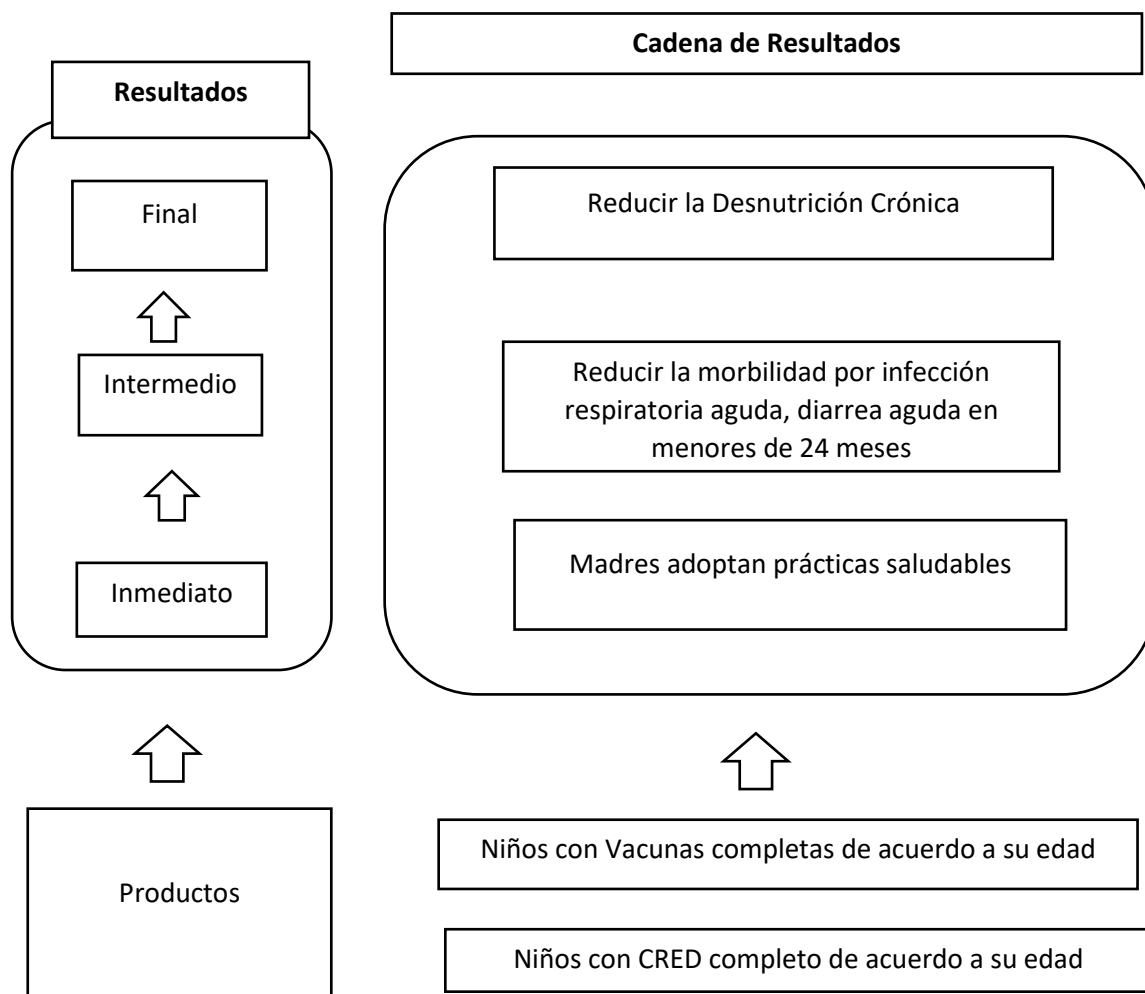 Cadena de Resultados
Resultados
Final
Reducir la Desnutrición Crónica
Intermedio
Reducir la morbilidad por infección
respiratoria aguda, diarrea aguda en
menores de 24 meses
Inmediato
Madres adoptan prácticas saludables
Productos
Niños con Vacunas completas de acuerdo a su edad
Niños con CRED completo de acuerdo a su edad